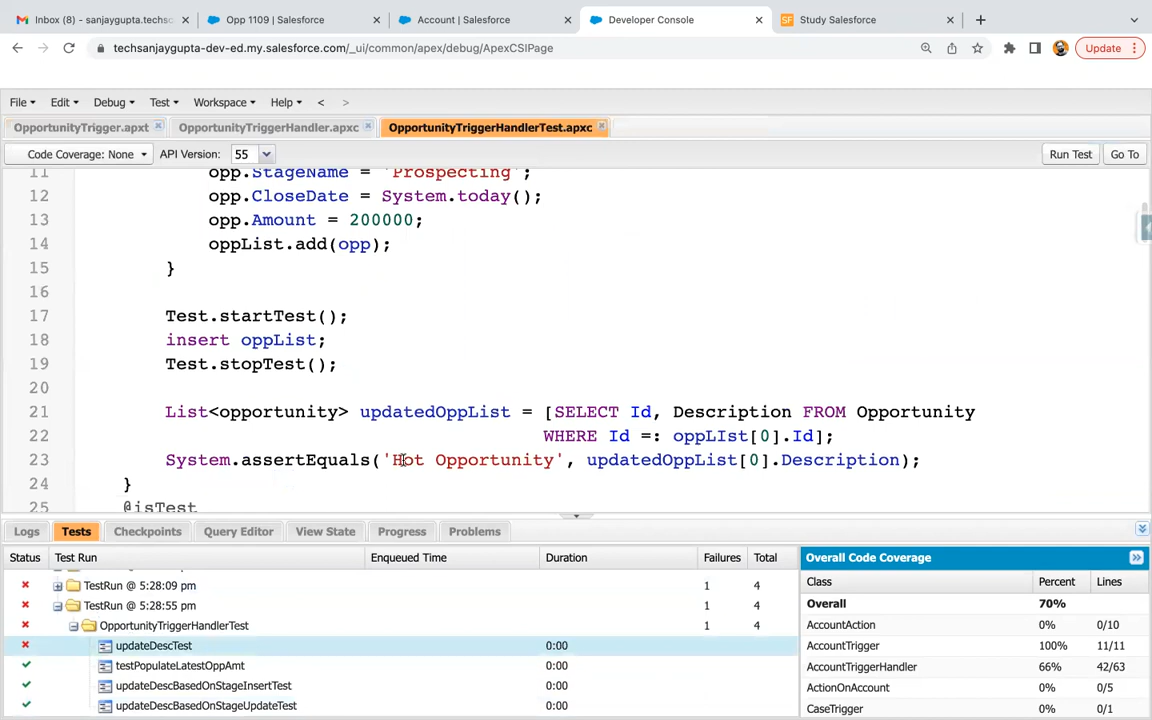 Inbox (30) - sanjaygupta.techsc
Opp 1109 | Salesforce
Account | Salesforce
Developer Console
Study Salesforce
techsanjaygupta-dev-ed.my.salesforce.com/_ui/common/apex/debug/ApexCSIPage
Update
File Edit Debug Test Workspace Help < >
OpportunityTrigger.apxt
OpportunityTriggerHandler.apxc
OpportunityTriggerHandlerTest.apxc
Code Coverage: None API Version: 55 Run Test Go To
11 opp.StageName = 'Prospecting';
12 opp.CloseDate = System.today();
13 opp.Amount = 200000;
14 oppList.add(opp);
15 }
16
17 Test.startTest();
18 insert oppList;
19 Test.stopTest();
20
21 List<opportunity> updatedOppList = [SELECT Id, Description FROM Opportunity
22 WHERE Id =: oppLIst[0].Id];
23 System.assertEquals('Hot Opportunity', updatedOppList[0].Description);
24 }
25 @isTest
Logs Tests Checkpoints Query Editor View State Progress Problems
Status Test Run Enqueued Time Duration Failures Total
TestRun @ 5:28:09 pm 1 4
TestRun @ 5:28:55 pm 1 4
OpportunityTriggerHandlerTest 1 4
updateDescTest 0:00
testPopulateLatestOppAmt 0:00
updateDescBasedOnStageInsertTest 0:00
updateDescBasedOnStageUpdateTest 0:00
Overall Code Coverage
Class Percent Lines
Overall 70%
AccountAction 0% 0/10
AccountTrigger 100% 11/11
AccountTriggerHandler 66% 42/63
ActionOnAccount 0% 0/5
CaseTrigger 0% 0/1